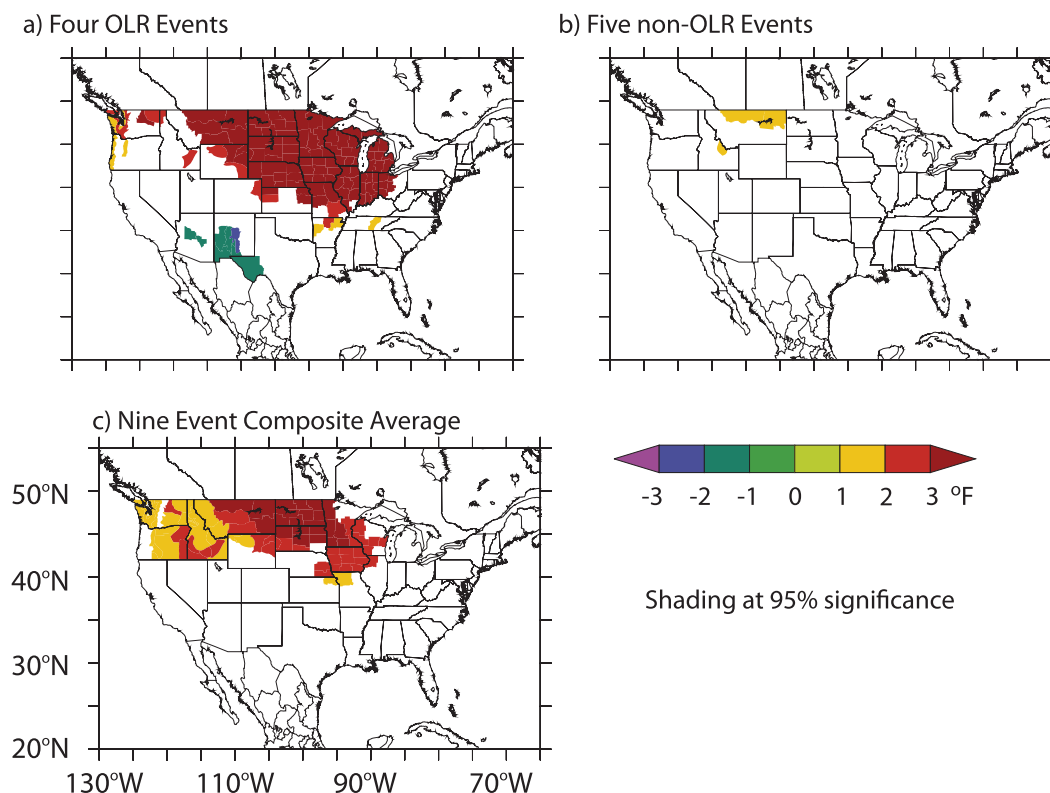 a) Four OLR Events
b) Five non-OLR Events
c) Nine Event Composite Average
50°N
40°N
30°N
20°N
130°W 110°W 90°W 70°W
-3 -2 -1 0 1 2 3 °F
Shading at 95% significance